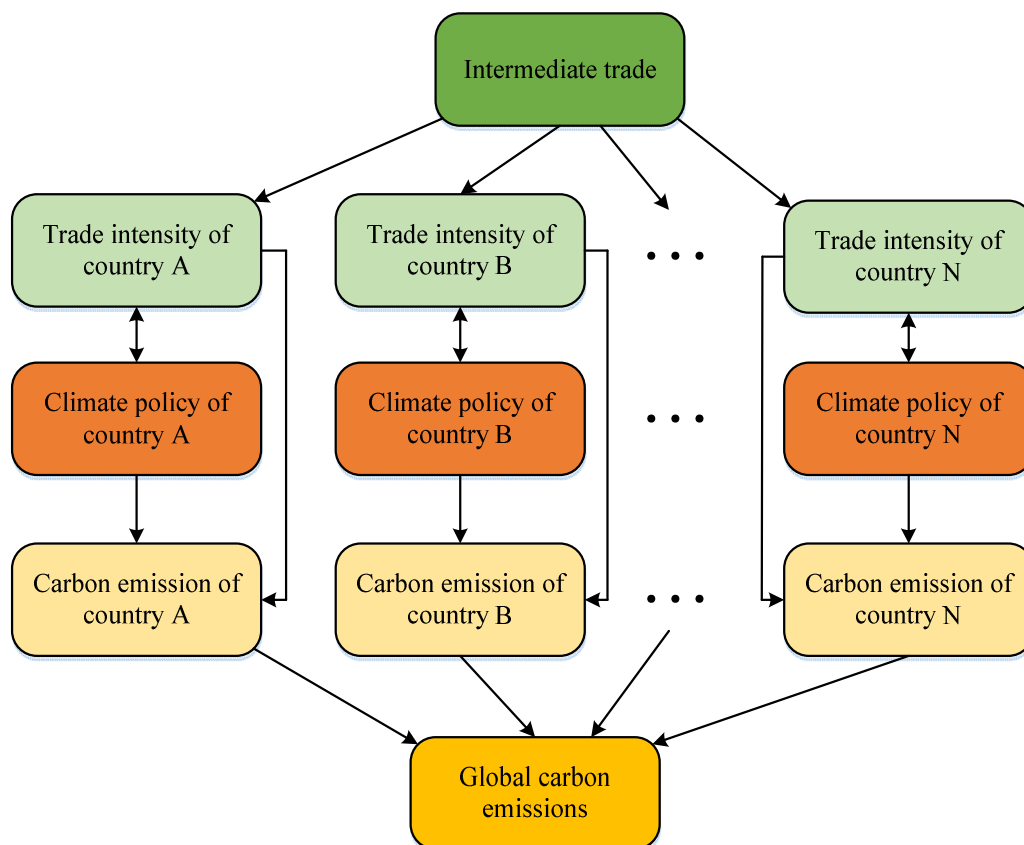 Intermediate trade
Trade intensity of
country A
Trade intensity of
country B
• • •
Trade intensity of
country N
Climate policy of
country A
Climate policy of
country B
• • •
Climate policy of
country N
Carbon emission of
country A
Carbon emission of
country B
• • •
Carbon emission of
country N
Global carbon
emissions